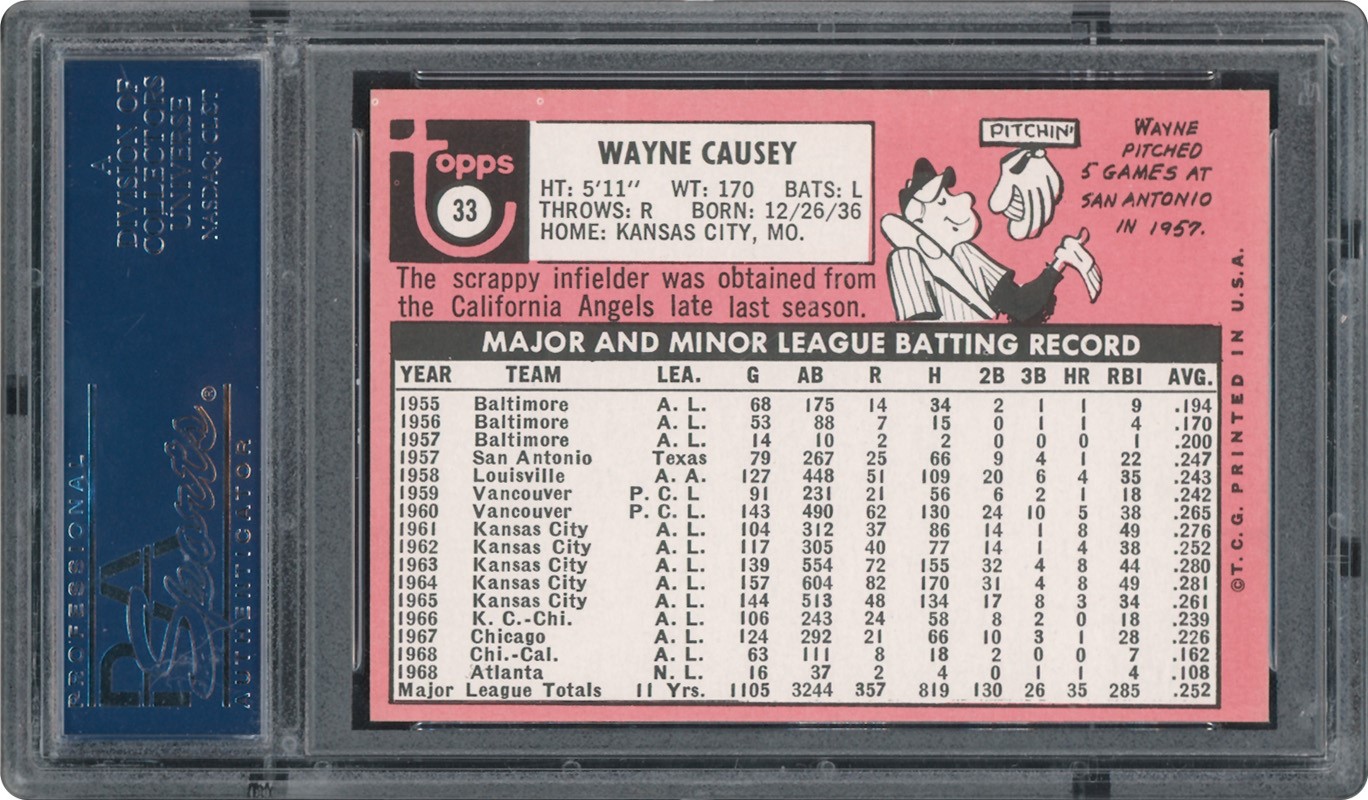 A
DIVISION OF
COLLECTORS
UNIVERSE
NASDAQ: CLCT
PROFESSIONAL
PSA
Sports®
AUTHENTICATOR
topps
33
WAYNE CAUSEY
HT: 5'11" WT: 170 BATS: L
THROWS: R BORN: 12/26/36
HOME: KANSAS CITY, MO.
PITCHIN'
WAYNE
PITCHED
5 GAMES AT
SAN ANTONIO
IN 1957.
The scrappy infielder was obtained from
the California Angels late last season.
MAJOR AND MINOR LEAGUE BATTING RECORD
YEAR TEAM LEA. G AB R H 2B 3B HR RBI AVG.
1955 Baltimore A. L. 68 175 14 34 2 1 1 9 .194
1956 Baltimore A. L. 53 88 7 15 0 1 1 4 .170
1957 Baltimore A. L. 14 10 2 2 0 0 0 1 .200
1957 San Antonio Texas 79 267 25 66 9 4 1 22 .247
1958 Louisville A. A. 127 448 51 109 20 6 4 35 .243
1959 Vancouver P. C. L 91 231 21 56 6 2 1 18 .242
1960 Vancouver P. C. L. 143 490 62 130 24 10 5 38 .265
1961 Kansas City A. L. 104 312 37 86 14 1 8 49 .276
1962 Kansas City A. L. 117 305 40 77 14 1 4 38 .252
1963 Kansas City A. L. 139 554 72 155 32 4 8 44 .280
1964 Kansas City A. L. 157 604 82 170 31 4 8 49 .281
1965 Kansas City A. L. 144 513 48 134 17 8 3 34 .261
1966 K. C.-Chi. A. L. 106 243 24 58 8 2 0 18 .239
1967 Chicago A. L. 124 292 21 66 10 3 1 28 .226
1968 Chi.-Cal. A. L. 63 111 8 18 2 0 0 7 .162
1968 Atlanta N. L. 16 37 2 4 0 1 1 4 .108
Major League Totals 11 Yrs. 1105 3244 357 819 130 26 35 285 .252
©T. C. G. PRINTED IN U.S.A.